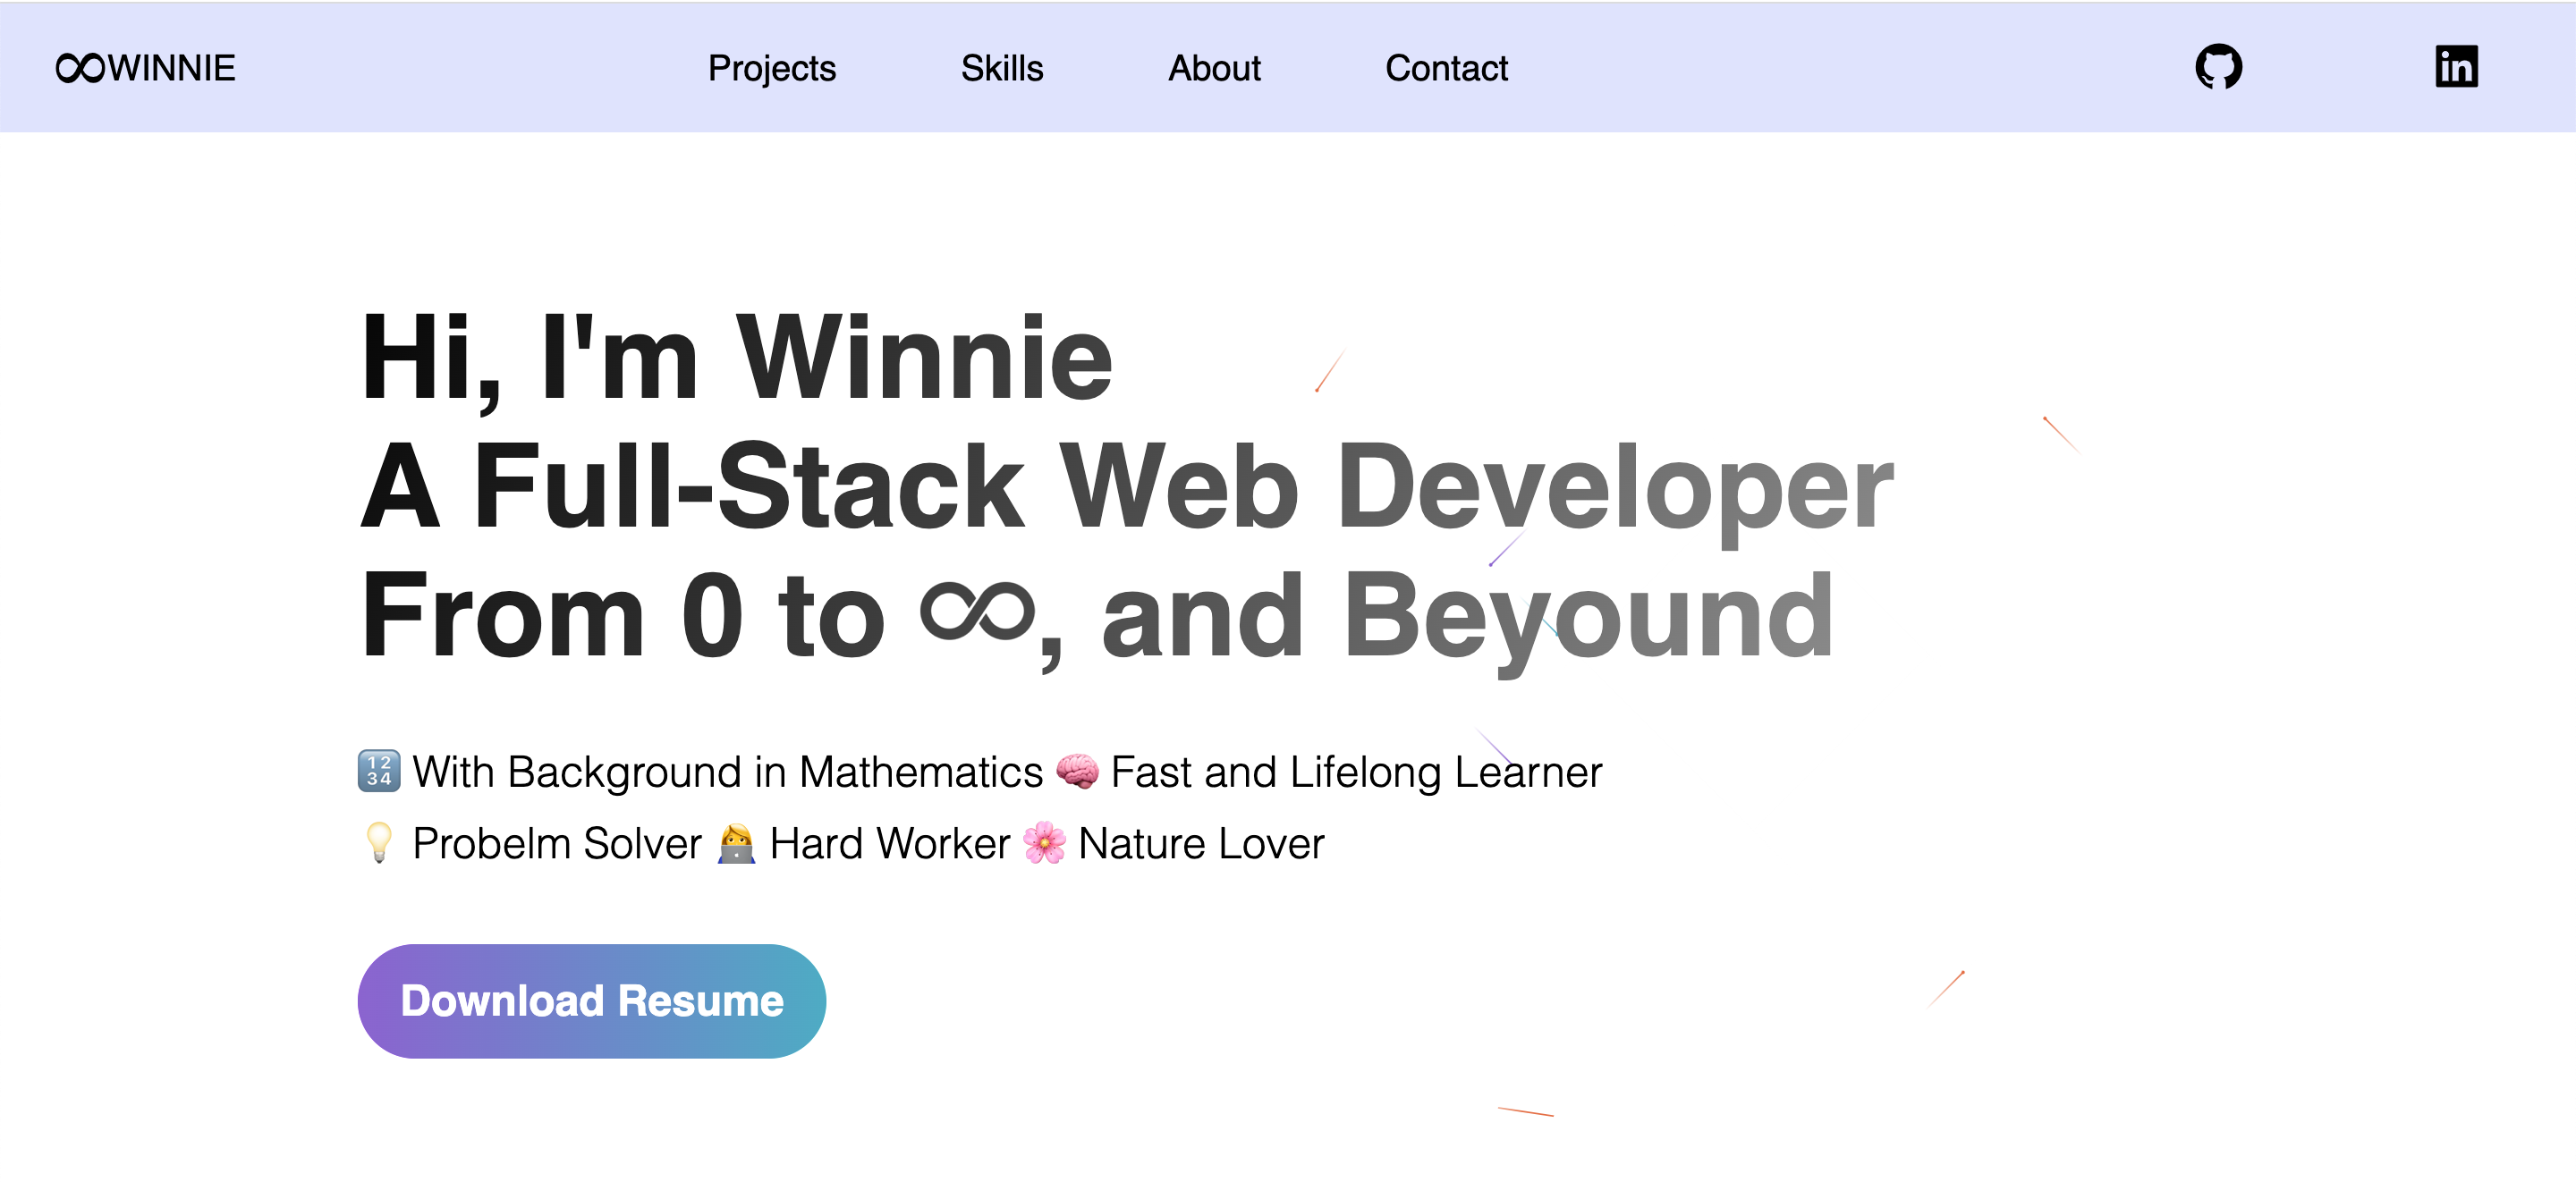 ∞WINNIE Projects Skills About Contact in
Hi, I'm Winnie
A Full-Stack Web Developer
From 0 to ∞, and Beyound
🔢 With Background in Mathematics 🧠 Fast and Lifelong Learner
💡 Probelm Solver 👩‍💻 Hard Worker 🌸 Nature Lover
Download Resume